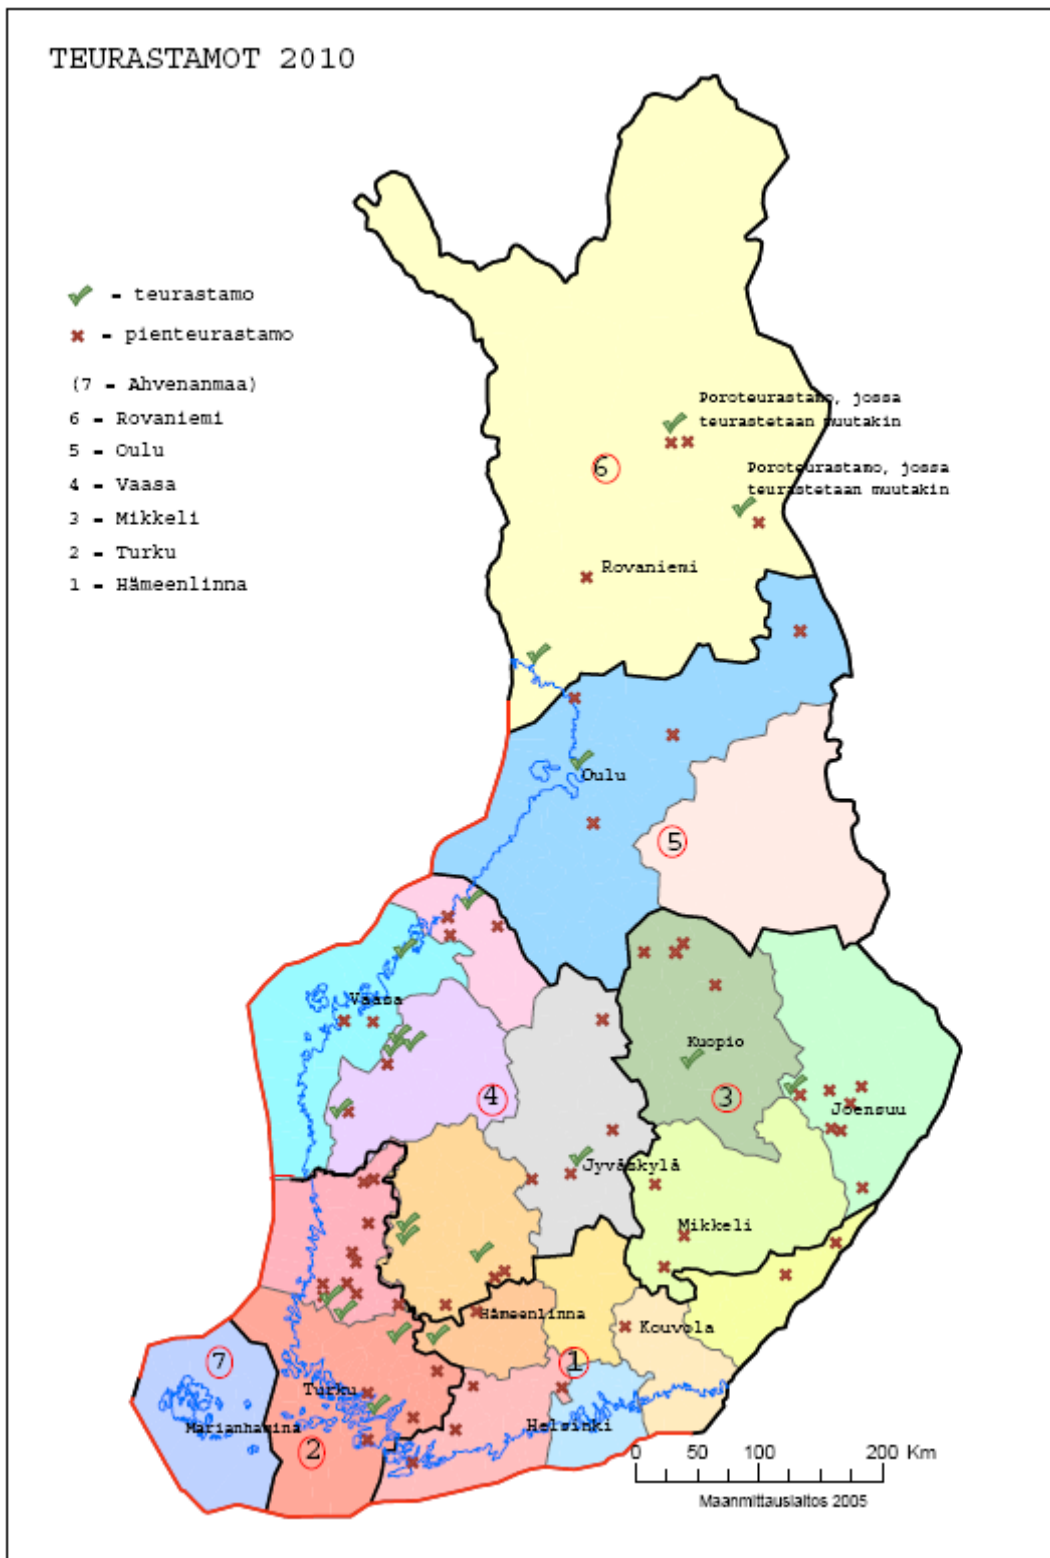 TEURASTAMOT 2010
- teurastamo
- pienteurastamo
(7 - Ahvenanmaa)
6 - Rovaniemi
5 - Oulu
4 - Vaasa
3 - Mikkeli
2 - Turku
1 - Hämeenlinna
Poroteurastamo, jossa
teurastetaan muutakin
6
Poroteurastamo, jossa
teurastetaan muutakin
Rovaniemi
Oulu
5
Vaasa
Kuopio
4
3
Joensuu
Jyväskylä
Mikkeli
Hämeenlinna
Kouvola
7
1
Turku
Marianhamina
Helsinki
2
0 50 100 200 Km
Maanmittauslaitos 2005